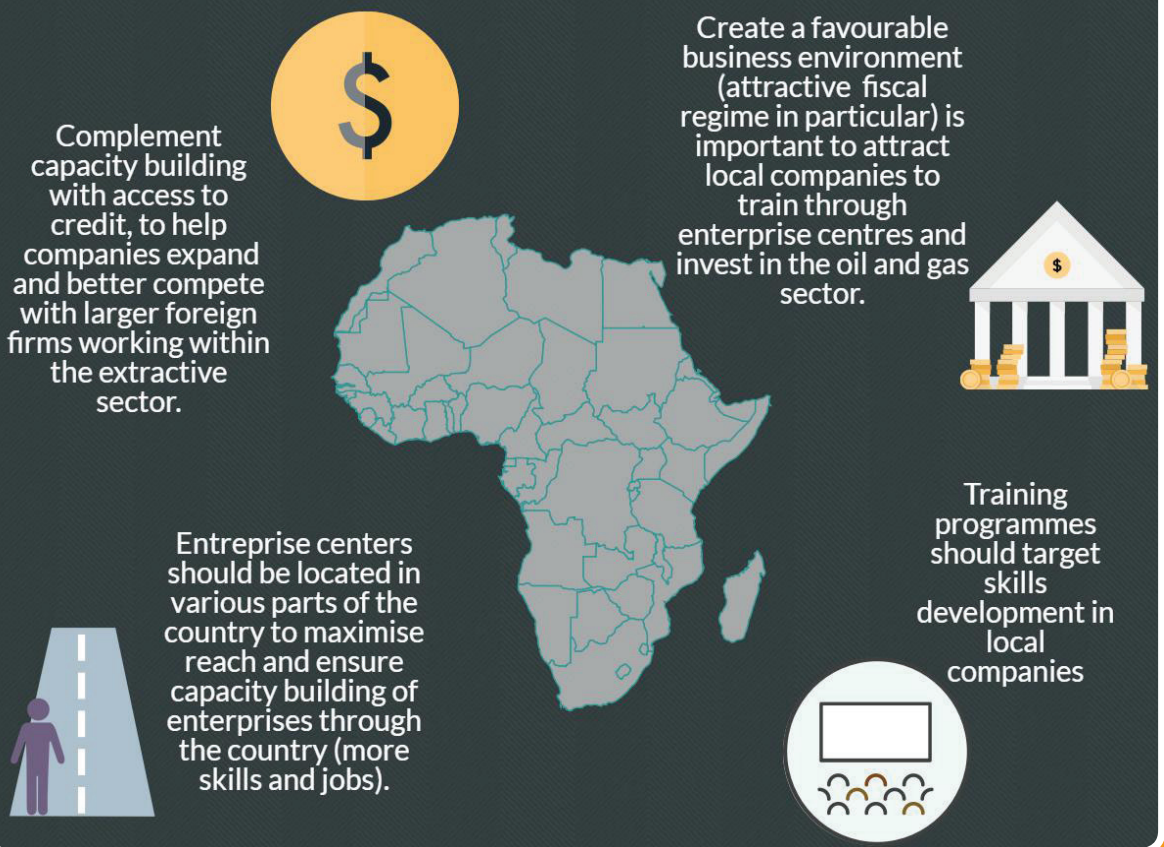 Complement
capacity building
with access to
credit, to help
companies expand
and better compete
with larger foreign
firms working within
the extractive
sector.
$
Create a favourable
business environment
(attractive fiscal
regime in particular) is
important to attract
local companies to
train through
enterprise centres and
invest in the oil and gas
sector.
$
Entreprise centers
should be located in
various parts of the
country to maximise
reach and ensure
capacity building of
enterprises through
the country (more
skills and jobs).
Training
programmes
should target
skills
development in
local
companies